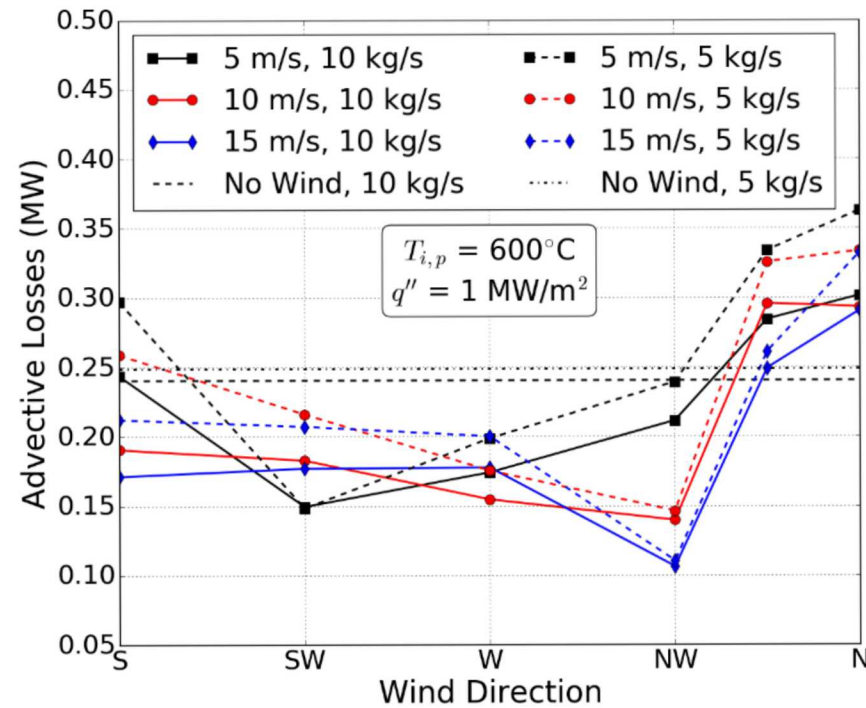 0.50
0.45
0.40
0.35
0.30
0.25
0.20
0.15
0.10
0.05
Advective Losses (MW)
5 m/s, 10 kg/s
10 m/s, 10 kg/s
15 m/s, 10 kg/s
No Wind, 10 kg/s
5 m/s, 5 kg/s
10 m/s, 5 kg/s
15 m/s, 5 kg/s
No Wind, 5 kg/s
T_{i,p} = 600°C
q″ = 1 MW/m²
S SW W NW N
Wind Direction